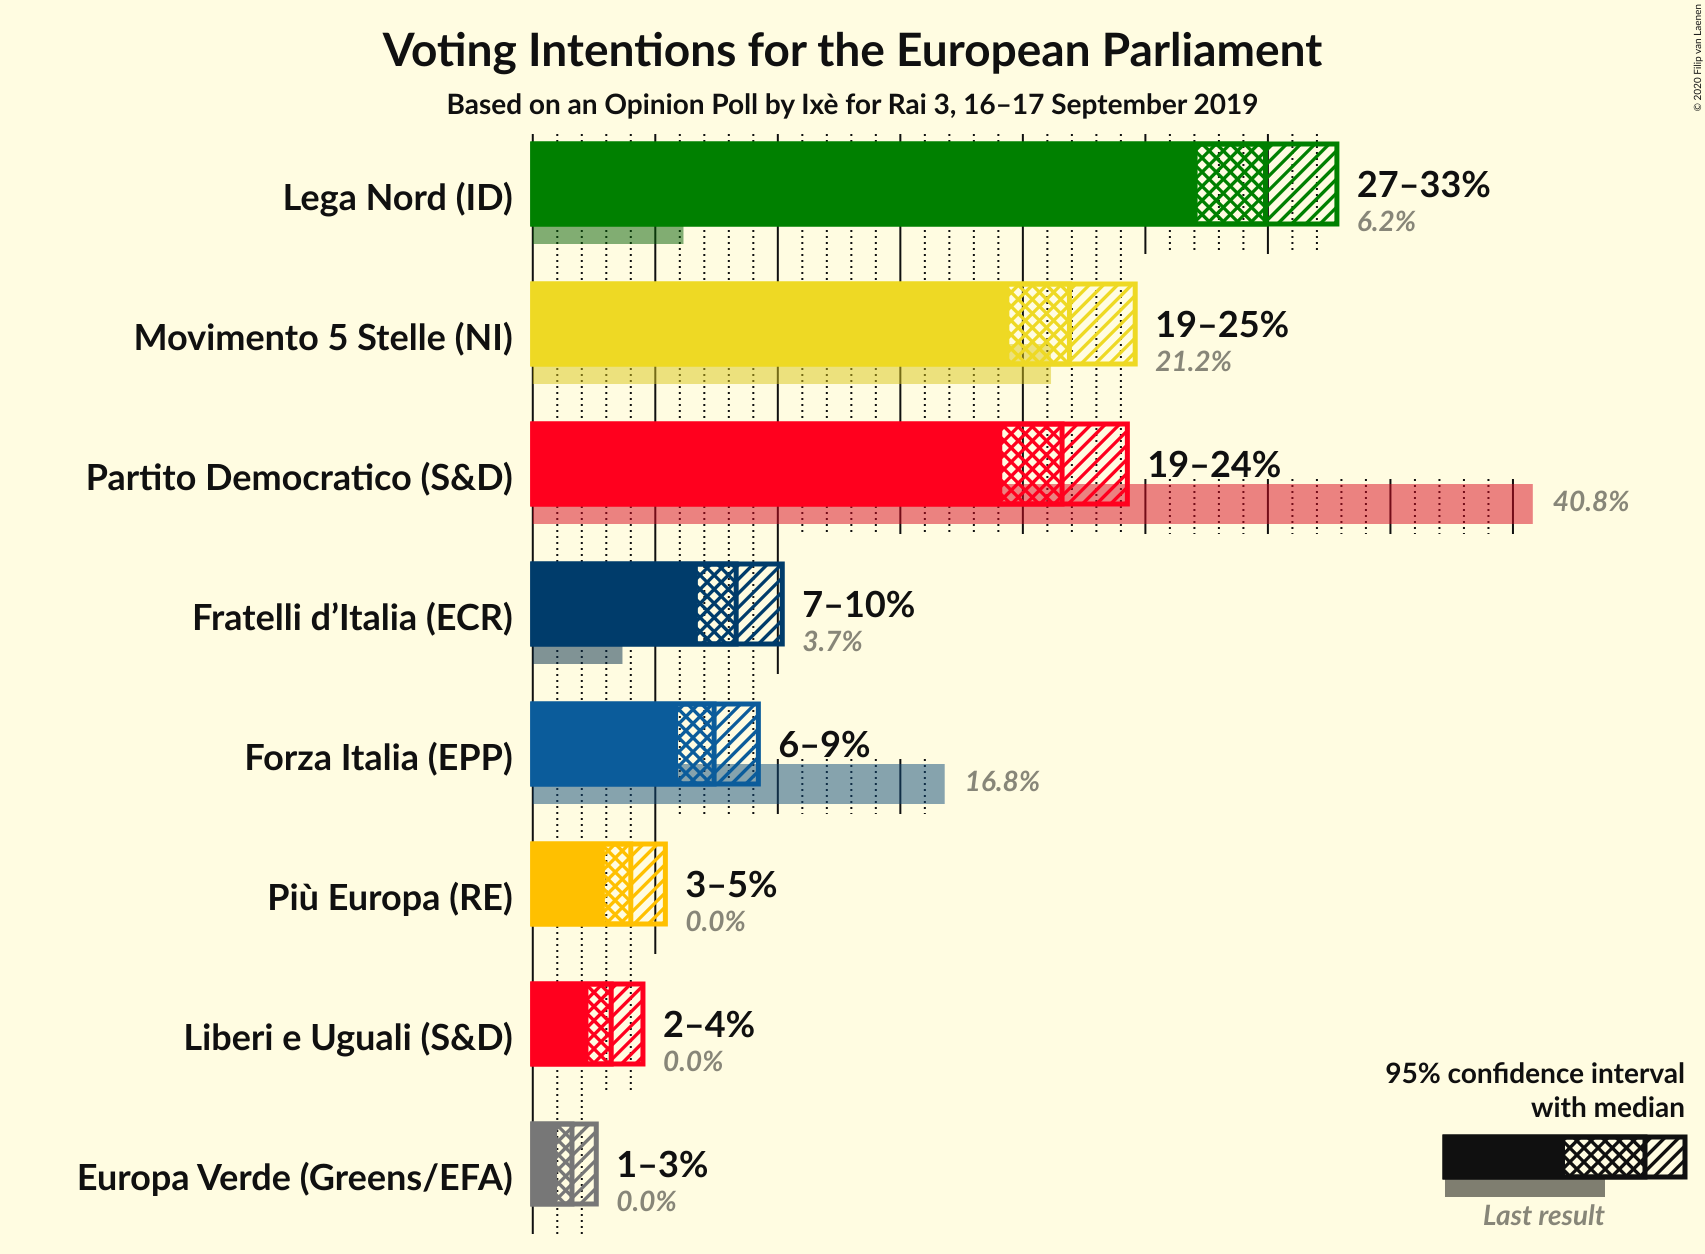 Voting Intentions for the European Parliament
Based on an Opinion Poll by Ixè for Rai 3, 16–17 September 2019
© 2020 Filip van Laenen
Lega Nord (ID)
27–33%
6.2%
Movimento 5 Stelle (NI)
19–25%
21.2%
Partito Democratico (S&D)
19–24%
40.8%
Fratelli d’Italia (ECR)
7–10%
3.7%
Forza Italia (EPP)
6–9%
16.8%
Più Europa (RE)
3–5%
0.0%
Liberi e Uguali (S&D)
2–4%
0.0%
Europa Verde (Greens/EFA)
1–3%
0.0%
95% confidence interval
with median
Last result